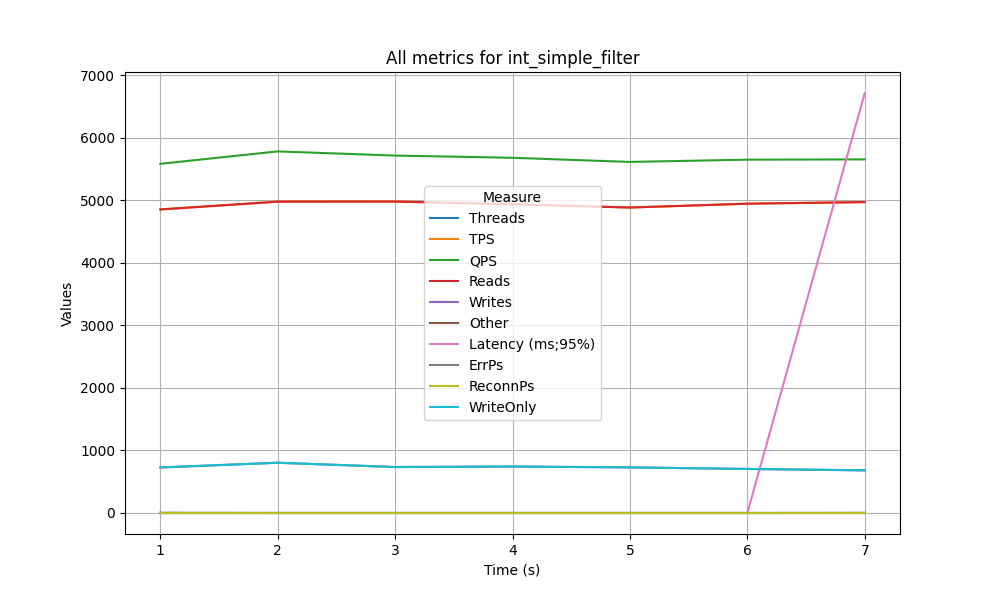 All metrics for int_simple_filter
7000
6000
5000
4000
3000
2000
1000
0
Values
Measure
Threads
TPS
QPS
Reads
Writes
Other
Latency (ms;95%)
ErrPs
ReconnPs
WriteOnly
1 2 3 4 5 6 7
Time (s)